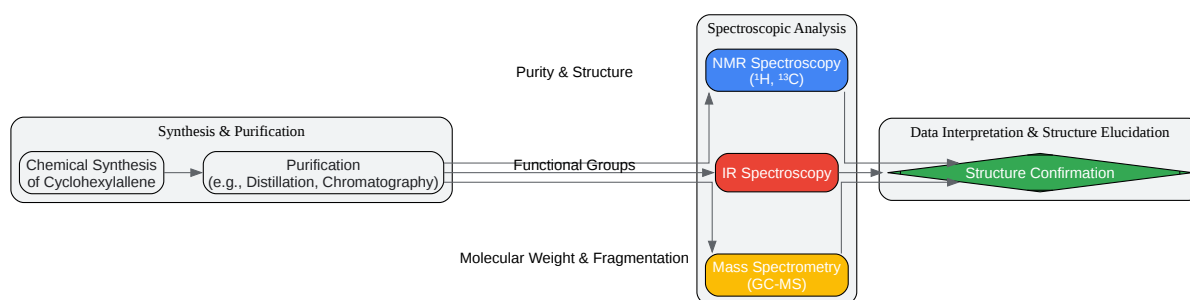 Synthesis & Purification
Chemical Synthesis
of Cyclohexylallene
Purification
(e.g., Distillation, Chromatography)
Purity & Structure
Functional Groups
Molecular Weight & Fragmentation
Spectroscopic Analysis
NMR Spectroscopy
(¹H, ¹³C)
IR Spectroscopy
Mass Spectrometry
(GC-MS)
Data Interpretation & Structure Elucidation
Structure Confirmation